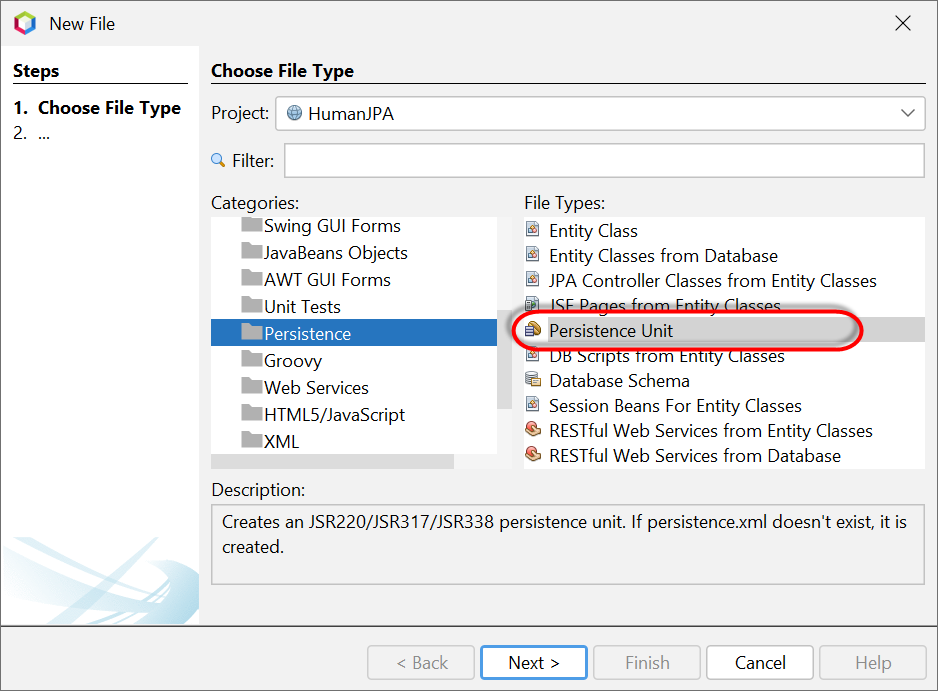 New File
Steps
1. Choose File Type
2. ...
Choose File Type
Project: HumanJPA
Filter:
Categories:
Swing GUI Forms
JavaBeans Objects
AWT GUI Forms
Unit Tests
Persistence
Groovy
Web Services
HTML5/JavaScript
XML
File Types:
Entity Class
Entity Classes from Database
JPA Controller Classes from Entity Classes
JSF Pages from Entity Classes
Persistence Unit
DB Scripts from Entity Classes
Database Schema
Session Beans For Entity Classes
RESTful Web Services from Entity Classes
RESTful Web Services from Database
Description:
Creates an JSR220/JSR317/JSR338 persistence unit. If persistence.xml doesn't exist, it is
created.
< Back
Next >
Finish
Cancel
Help